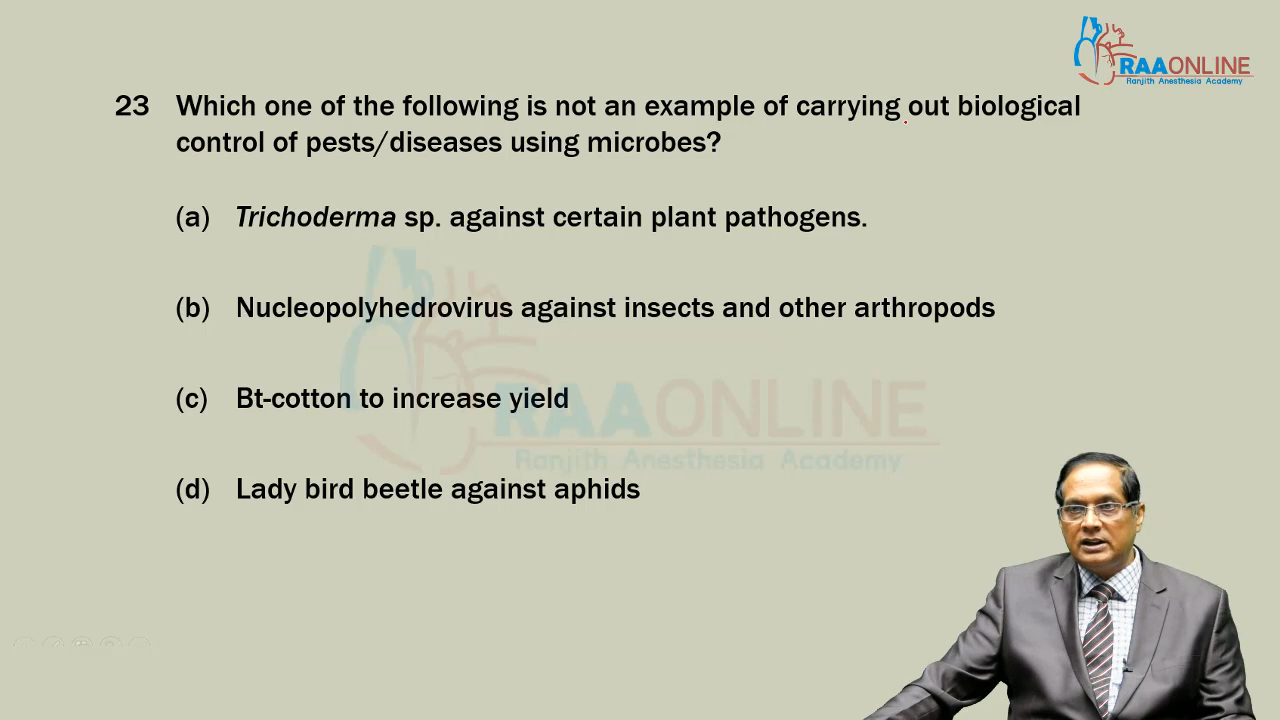 RAAONLINE
Ranjith Anesthesia Academy
23 Which one of the following is not an example of carrying out biological
control of pests/diseases using microbes?
(a) Trichoderma sp. against certain plant pathogens.
(b) Nucleopolyhedrovirus against insects and other arthropods
(c) Bt-cotton to increase yield
RAAONLINE
Ranjith Anesthesia Academy
(d) Lady bird beetle against aphids